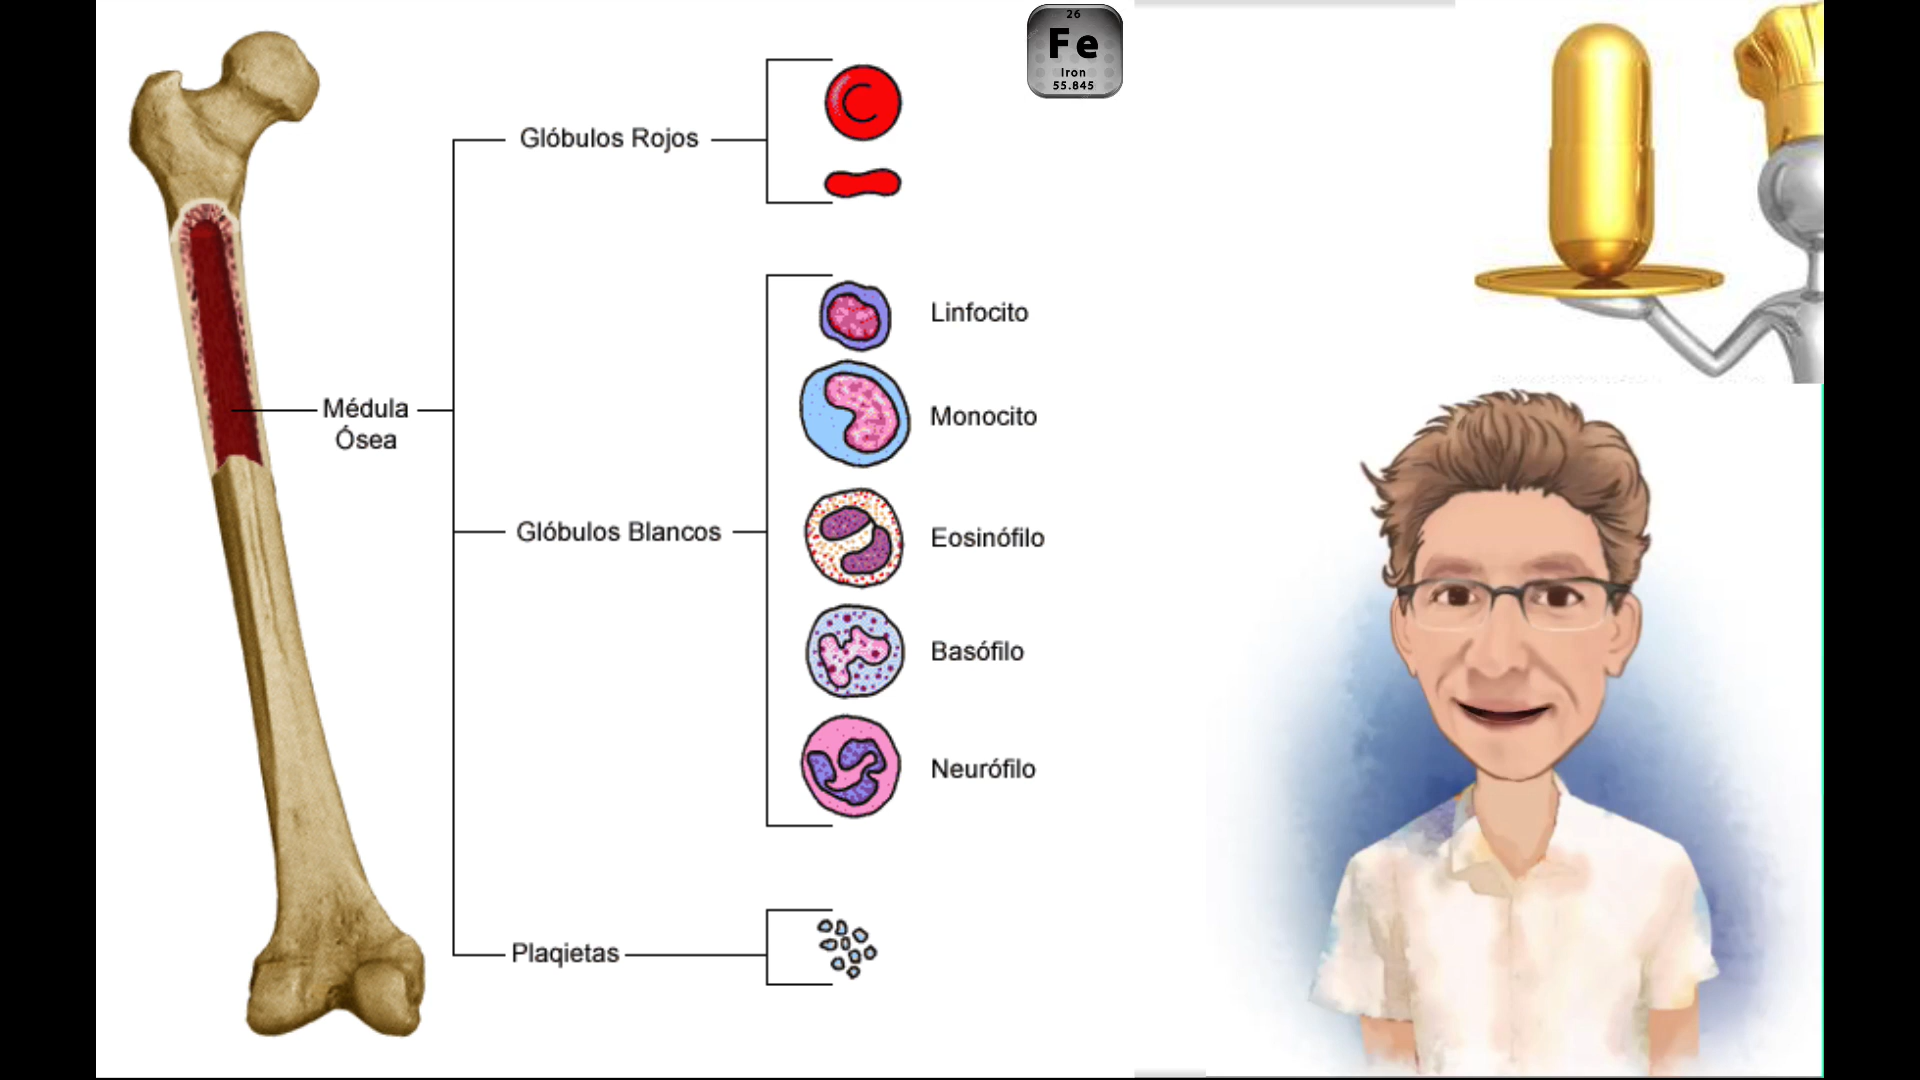 26
Fe
Iron
55.845
Glóbulos Rojos
Linfocito
Monocito
Médula
Ósea
Glóbulos Blancos
Eosinófilo
Basófilo
Neurófilo
Plaqietas